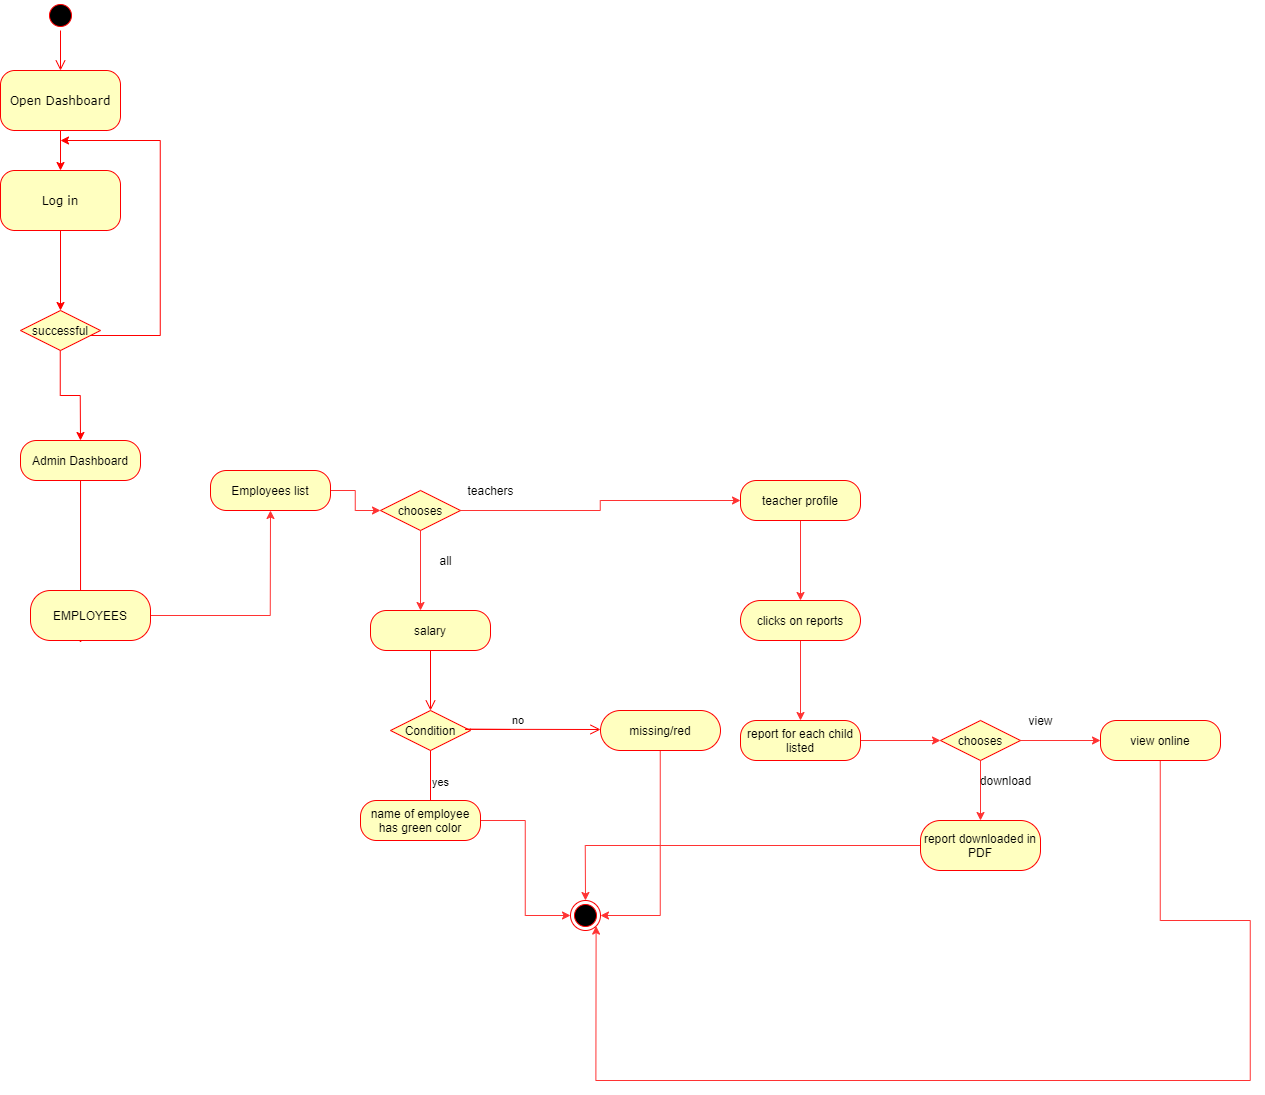 Open Dashboard
Log in
successful
Admin Dashboard
EMPLOYEES
Employees list
chooses
teachers
all
teacher profile
clicks on reports
salary
Condition
no
missing/red
yes
name of employee
has green color
report for each child
listed
chooses
view
view online
download
report downloaded in
PDF